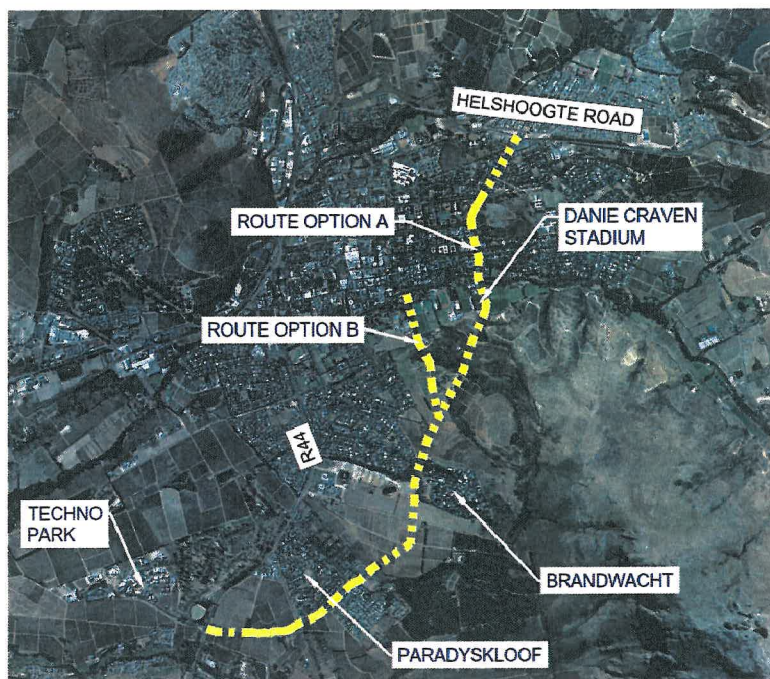 HELSHOOGTE ROAD
ROUTE OPTION A
DANIE CRAVEN
STADIUM
ROUTE OPTION B
R44
TECHNO
PARK
BRANDWACHT
PARADYSKLOOF